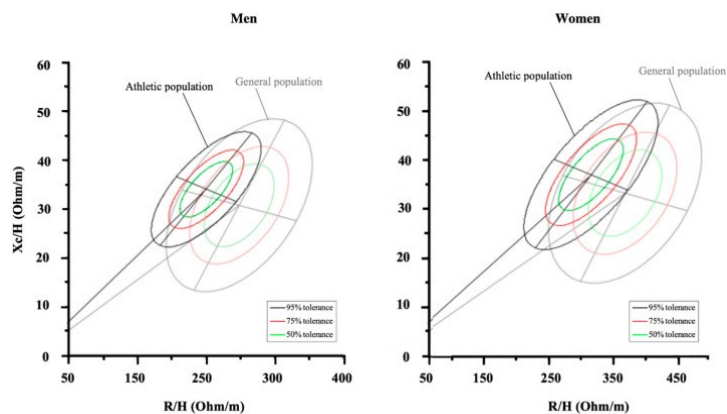 Men
Women
Athletic population
General population
Xc/H (Ohm/m)
60
50
40
30
20
10
0
50
150
250
300
400
R/H (Ohm/m)
95% tolerance
75% tolerance
50% tolerance
Athletic population
General population
60
50
40
30
20
10
0
50
150
250
350
450
R/H (Ohm/m)
95% tolerance
75% tolerance
50% tolerance